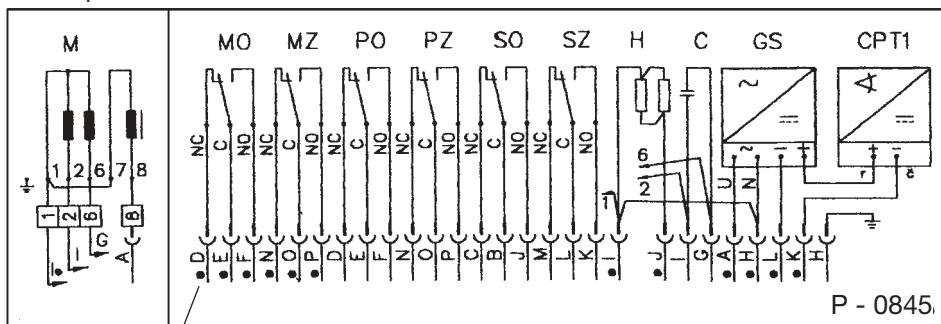 M MO MZ PO PZ SO SZ H C GS CPT1
NC C NO NC C NO NC C NO NC C NO NC C NO NC C NO
6
2
1
U N
~ – +
+ –
r
1 2 6 7 8
1 2 6 8
I I G A
D E F N O P D E F N O P C B J M L K I J I G A H L K H
P - 0845